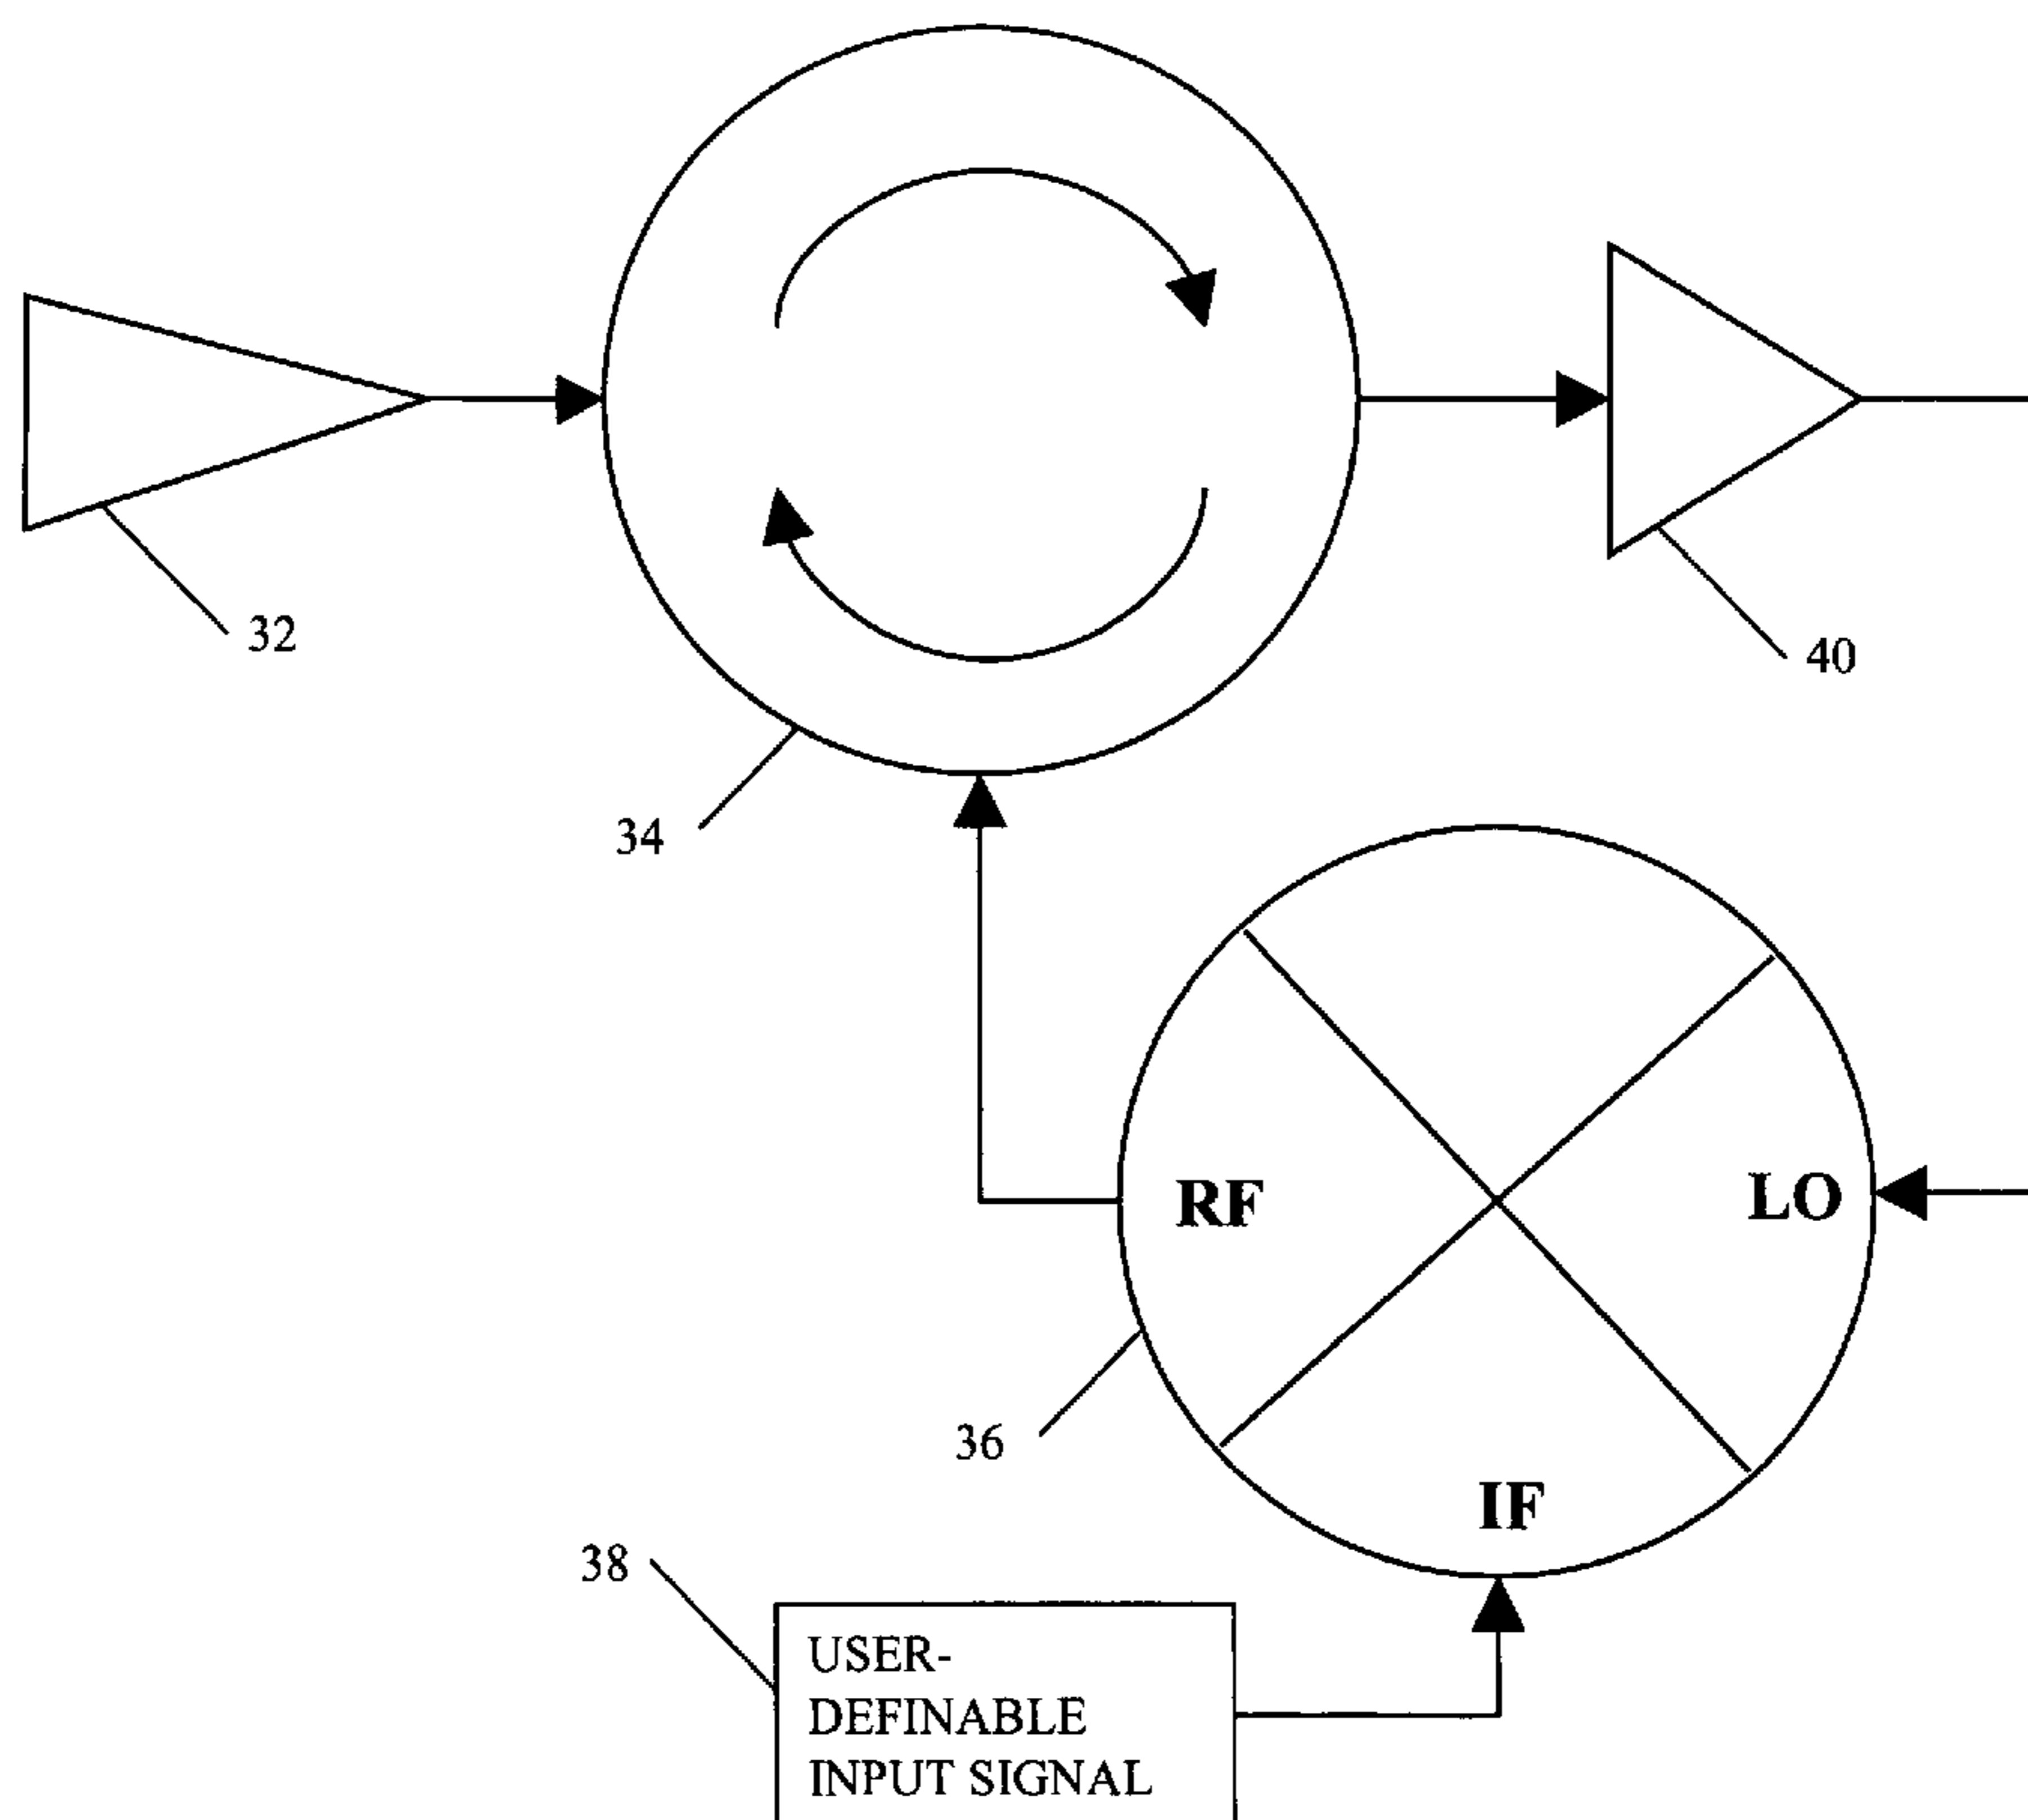 32
40
34
RF
LO
36
IF
38
USER-
DEFINABLE
INPUT SIGNAL